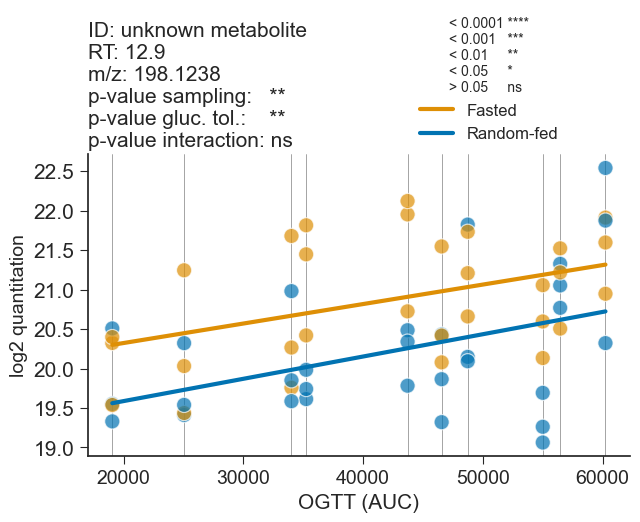 ID: unknown metabolite
RT: 12.9
m/z: 198.1238
p-value sampling: **
p-value gluc. tol.: **
p-value interaction: ns
< 0.0001 ****
< 0.001 ***
< 0.01 **
< 0.05 *
> 0.05 ns
Fasted
Random-fed
log2 quantitation
22.5
22.0
21.5
21.0
20.5
20.0
19.5
19.0
20000 30000 40000 50000 60000
OGTT (AUC)